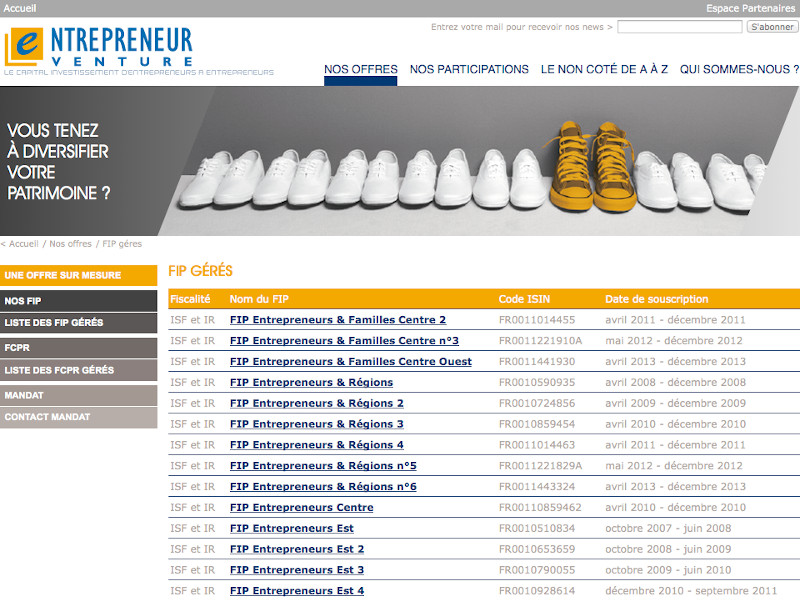 Accueil
Espace Partenaires
Entrez votre mail pour recevoir nos news >
S'abonner
e NTREPRENEUR
VENTURE
LE CAPITAL INVESTISSEMENT D'ENTREPRENEURS A ENTREPRENEURS
NOS OFFRES NOS PARTICIPATIONS LE NON COTÉ DE A À Z QUI SOMMES-NOUS ?
VOUS TENEZ
À DIVERSIFIER
VOTRE
PATRIMOINE ?
< Accueil / Nos offres / FIP géres
UNE OFFRE SUR MESURE
NOS FIP
LISTE DES FIP GÉRÉS
FCPR
LISTE DES FCPR GÉRÉS
MANDAT
CONTACT MANDAT
FIP GÉRÉS
Fiscalité Nom du FIP Code ISIN Date de souscription
ISF et IR FIP Entrepreneurs & Familles Centre 2 FR0011014455 avril 2011 - décembre 2011
ISF et IR FIP Entrepreneurs & Familles Centre n°3 FR0011221910A mai 2012 - décembre 2012
ISF et IR FIP Entrepreneurs & Familles Centre Ouest FR0011441930 avril 2013 - décembre 2013
ISF et IR FIP Entrepreneurs & Régions FR0010590935 avril 2008 - décembre 2008
ISF et IR FIP Entrepreneurs & Régions 2 FR0010724856 avril 2009 - décembre 2009
ISF et IR FIP Entrepreneurs & Régions 3 FR0010859454 avril 2010 - décembre 2010
ISF et IR FIP Entrepreneurs & Régions 4 FR0011014463 avril 2011 - décembre 2011
ISF et IR FIP Entrepreneurs & Régions n°5 FR0011221829A mai 2012 - décembre 2012
ISF et IR FIP Entrepreneurs & Régions n°6 FR0011443324 avril 2013 - décembre 2013
ISF et IR FIP Entrepreneurs Centre FR00110859462 avril 2010 - décembre 2010
ISF et IR FIP Entrepreneurs Est FR0010510834 octobre 2007 - juin 2008
ISF et IR FIP Entrepreneurs Est 2 FR0010653659 octobre 2008 - juin 2009
ISF et IR FIP Entrepreneurs Est 3 FR0010790055 octobre 2009 - juin 2010
ISF et IR FIP Entrepreneurs Est 4 FR0010928614 décembre 2010 - septembre 2011